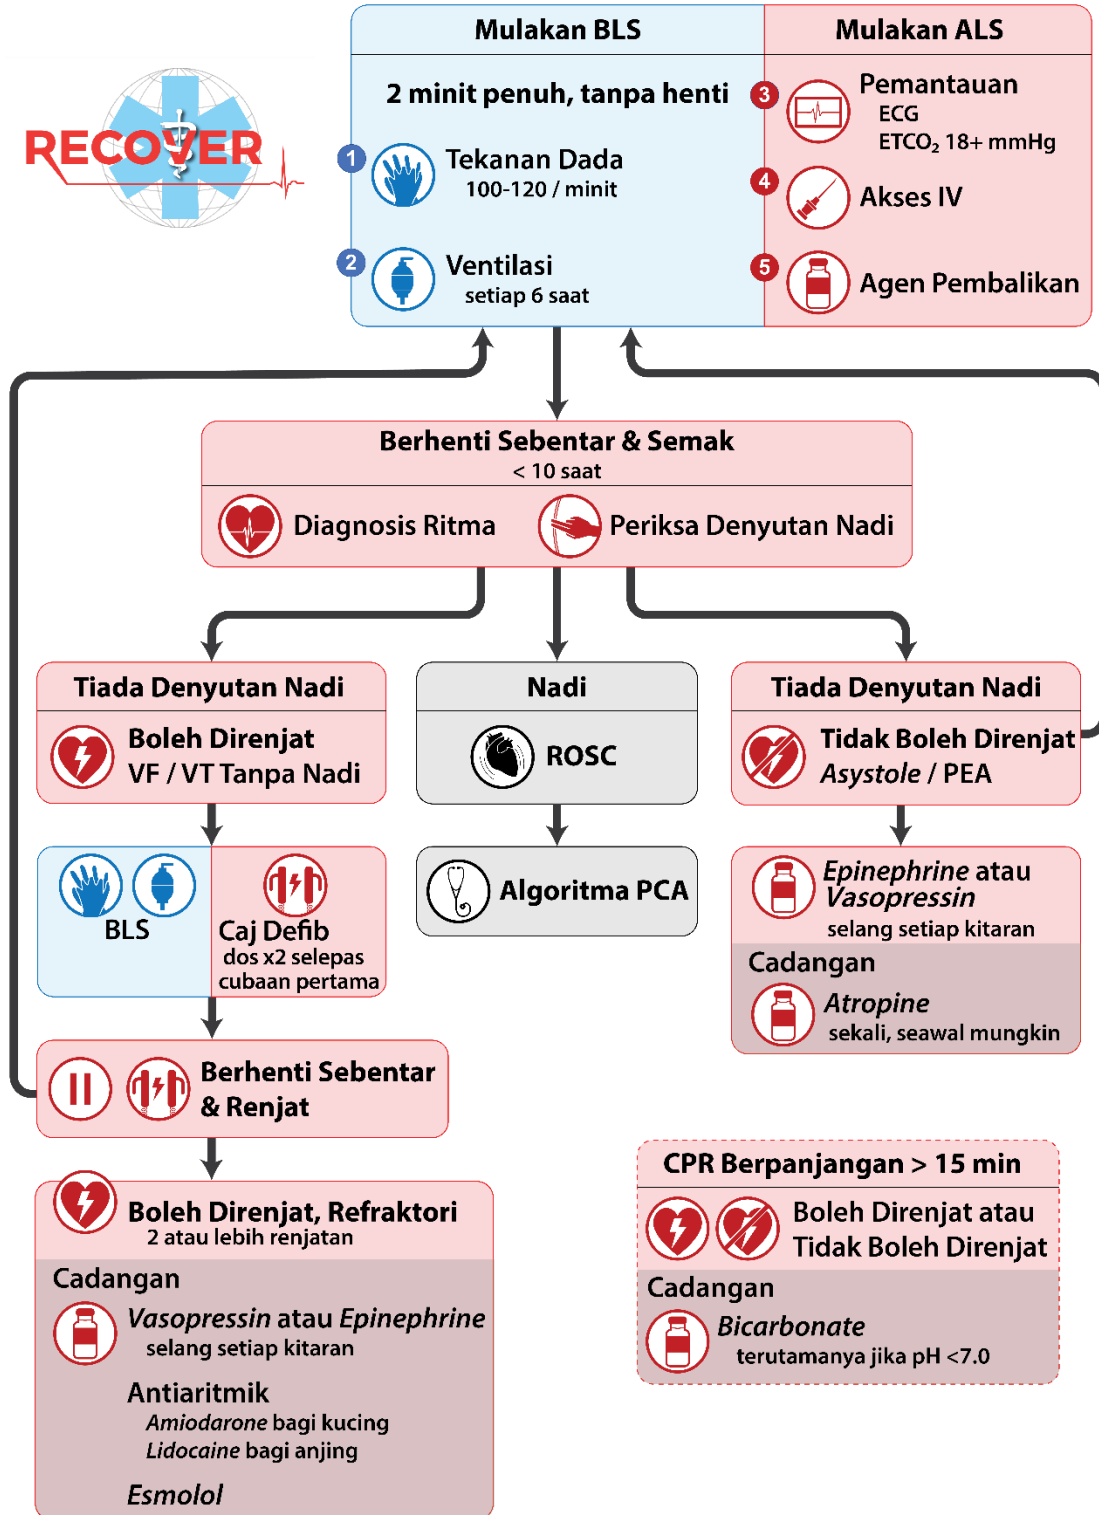 RECOVER
Mulakan BLS
2 minit penuh, tanpa henti
1
Tekanan Dada
100-120 / minit
2
Ventilasi
setiap 6 saat
Mulakan ALS
3
Pemantauan
ECG
ETCO₂ 18+ mmHg
4
Akses IV
5
Agen Pembalikan
Berhenti Sebentar & Semak
< 10 saat
Diagnosis Ritma
Periksa Denyutan Nadi
Tiada Denyutan Nadi
Boleh Direnjat
VF / VT Tanpa Nadi
BLS
Caj Defib
dos x2 selepas
cubaan pertama
Berhenti Sebentar
& Renjat
Boleh Direnjat, Refraktori
2 atau lebih renjatan
Cadangan
Vasopressin atau Epinephrine
selang setiap kitaran
Antiaritmik
Amiodarone bagi kucing
Lidocaine bagi anjing
Esmolol
Nadi
ROSC
Algoritma PCA
Tiada Denyutan Nadi
Tidak Boleh Direnjat
Asystole / PEA
Epinephrine atau
Vasopressin
selang setiap kitaran
Cadangan
Atropine
sekali, seawal mungkin
CPR Berpanjangan > 15 min
Boleh Direnjat atau
Tidak Boleh Direnjat
Cadangan
Bicarbonate
terutamanya jika pH <7.0